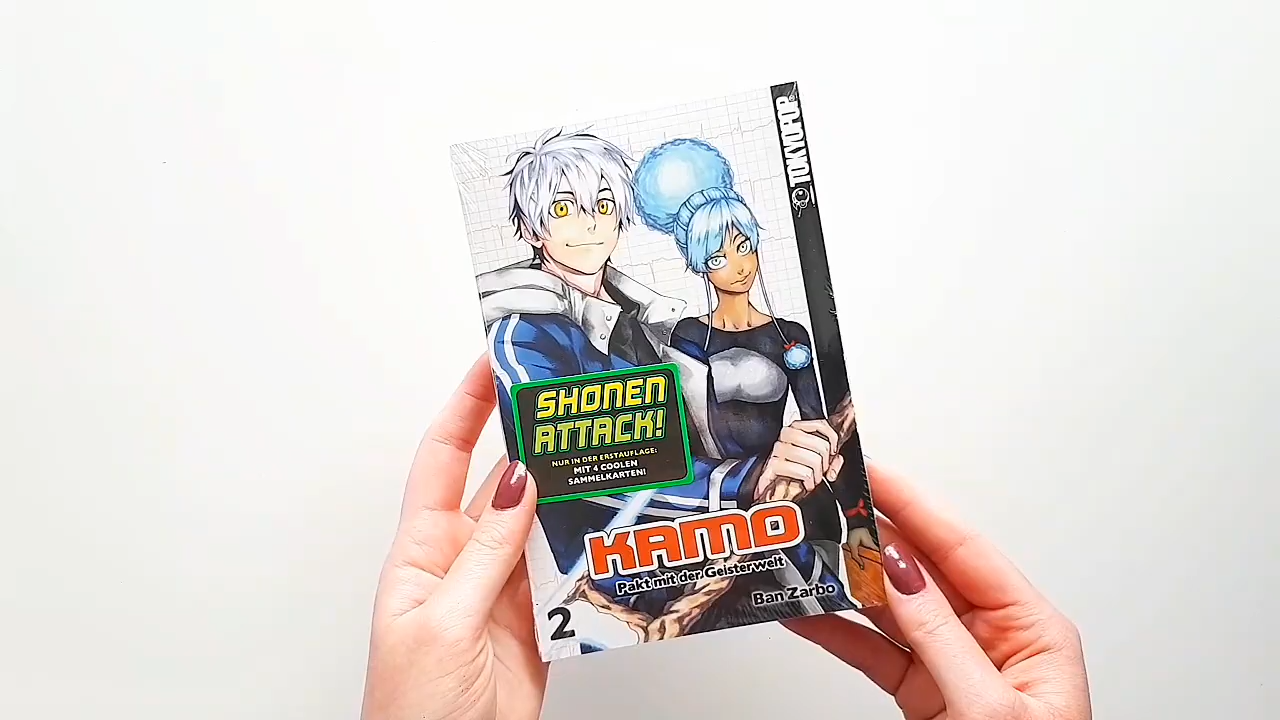 TOKYOPOP
SHONEN
ATTACK!
NUR IN DER ERSTAUFLAGE:
MIT 4 COOLEN
SAMMELKARTEN!
KAMO
Pakt mit der Geisterwelt
Ban Zarbo
2